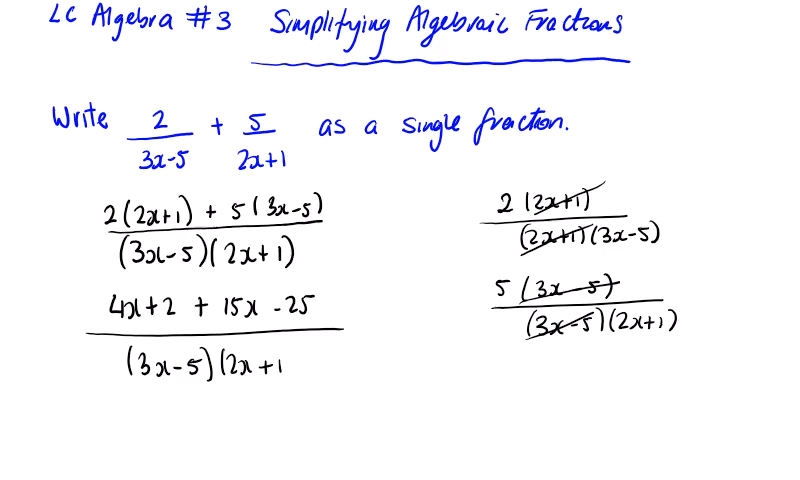 LC Algebra #3 Simplifying Algebraic Fractions
Write 2/(3x-5) + 5/(2x+1) as a single fraction.
2(2x+1) + 5(3x-5)
(3x-5)(2x+1)
4x+2 + 15x -25
(3x-5)(2x+1
2(2x+1)
(2x+1)(3x-5)
5(3x-5)
(3x-5)(2x+1)